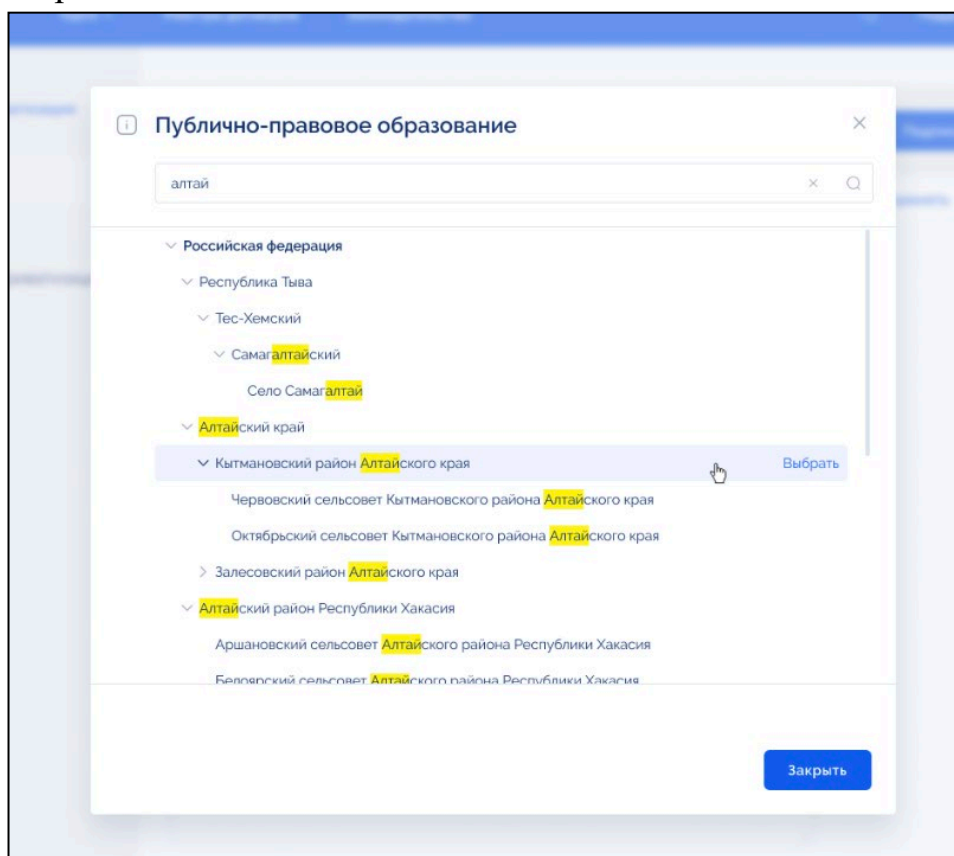 Публично-правовое образование
алтай
Российская федерация
Республика Тыва
Тес-Хемский
Самагалтайский
Село Самагалтай
Алтайский край
Кытмановский район Алтайского края Выбрать
Червовский сельсовет Кытмановского района Алтайского края
Октябрьский сельсовет Кытмановского района Алтайского края
Залесовский район Алтайского края
Алтайский район Республики Хакасия
Аршановский сельсовет Алтайского района Республики Хакасия
Белоярский сельсовет Алтайского района Республики Хакасия
Закрыть